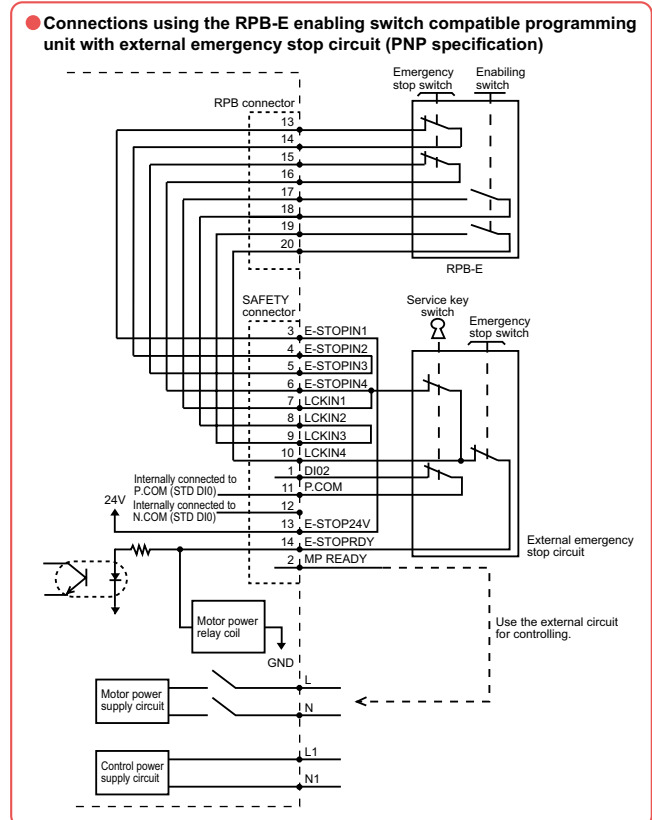 Connections using the RPB-E enabling switch compatible programming
unit with external emergency stop circuit (PNP specification)
Emergency
stop switch
Enabiling
switch
RPB connector
13
14
15
16
17
18
19
20
RPB-E
SAFETY
connector
Service key
switch
Emergency
stop switch
3 E-STOPIN1
4 E-STOPIN2
5 E-STOPIN3
6 E-STOPIN4
7 LCKIN1
8 LCKIN2
9 LCKIN3
10 LCKIN4
1 DI02
Internally connected to
P.COM (STD DI0)
11 P.COM
24V
Internally connected to
N.COM (STD DI0)
12
13 E-STOP24V
14 E-STOPRDY
2 MP READY
External emergency
stop circuit
Motor power
relay coil
GND
Use the external circuit
for controlling.
L
Motor power
supply circuit
N
L1
Control power
supply circuit
N1